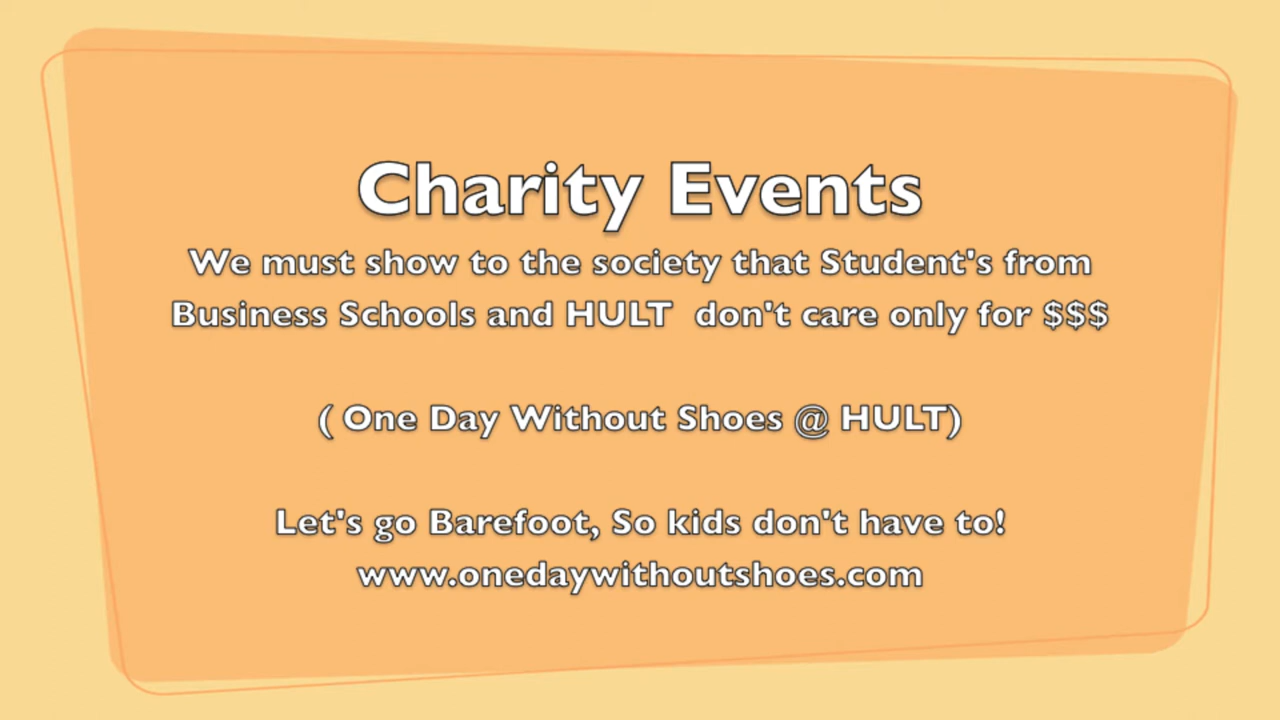 Charity Events
We must show to the society that Student's from
Business Schools and HULT don't care only for $$$
( One Day Without Shoes @ HULT)
Let's go Barefoot, So kids don't have to!
www.onedaywithoutshoes.com